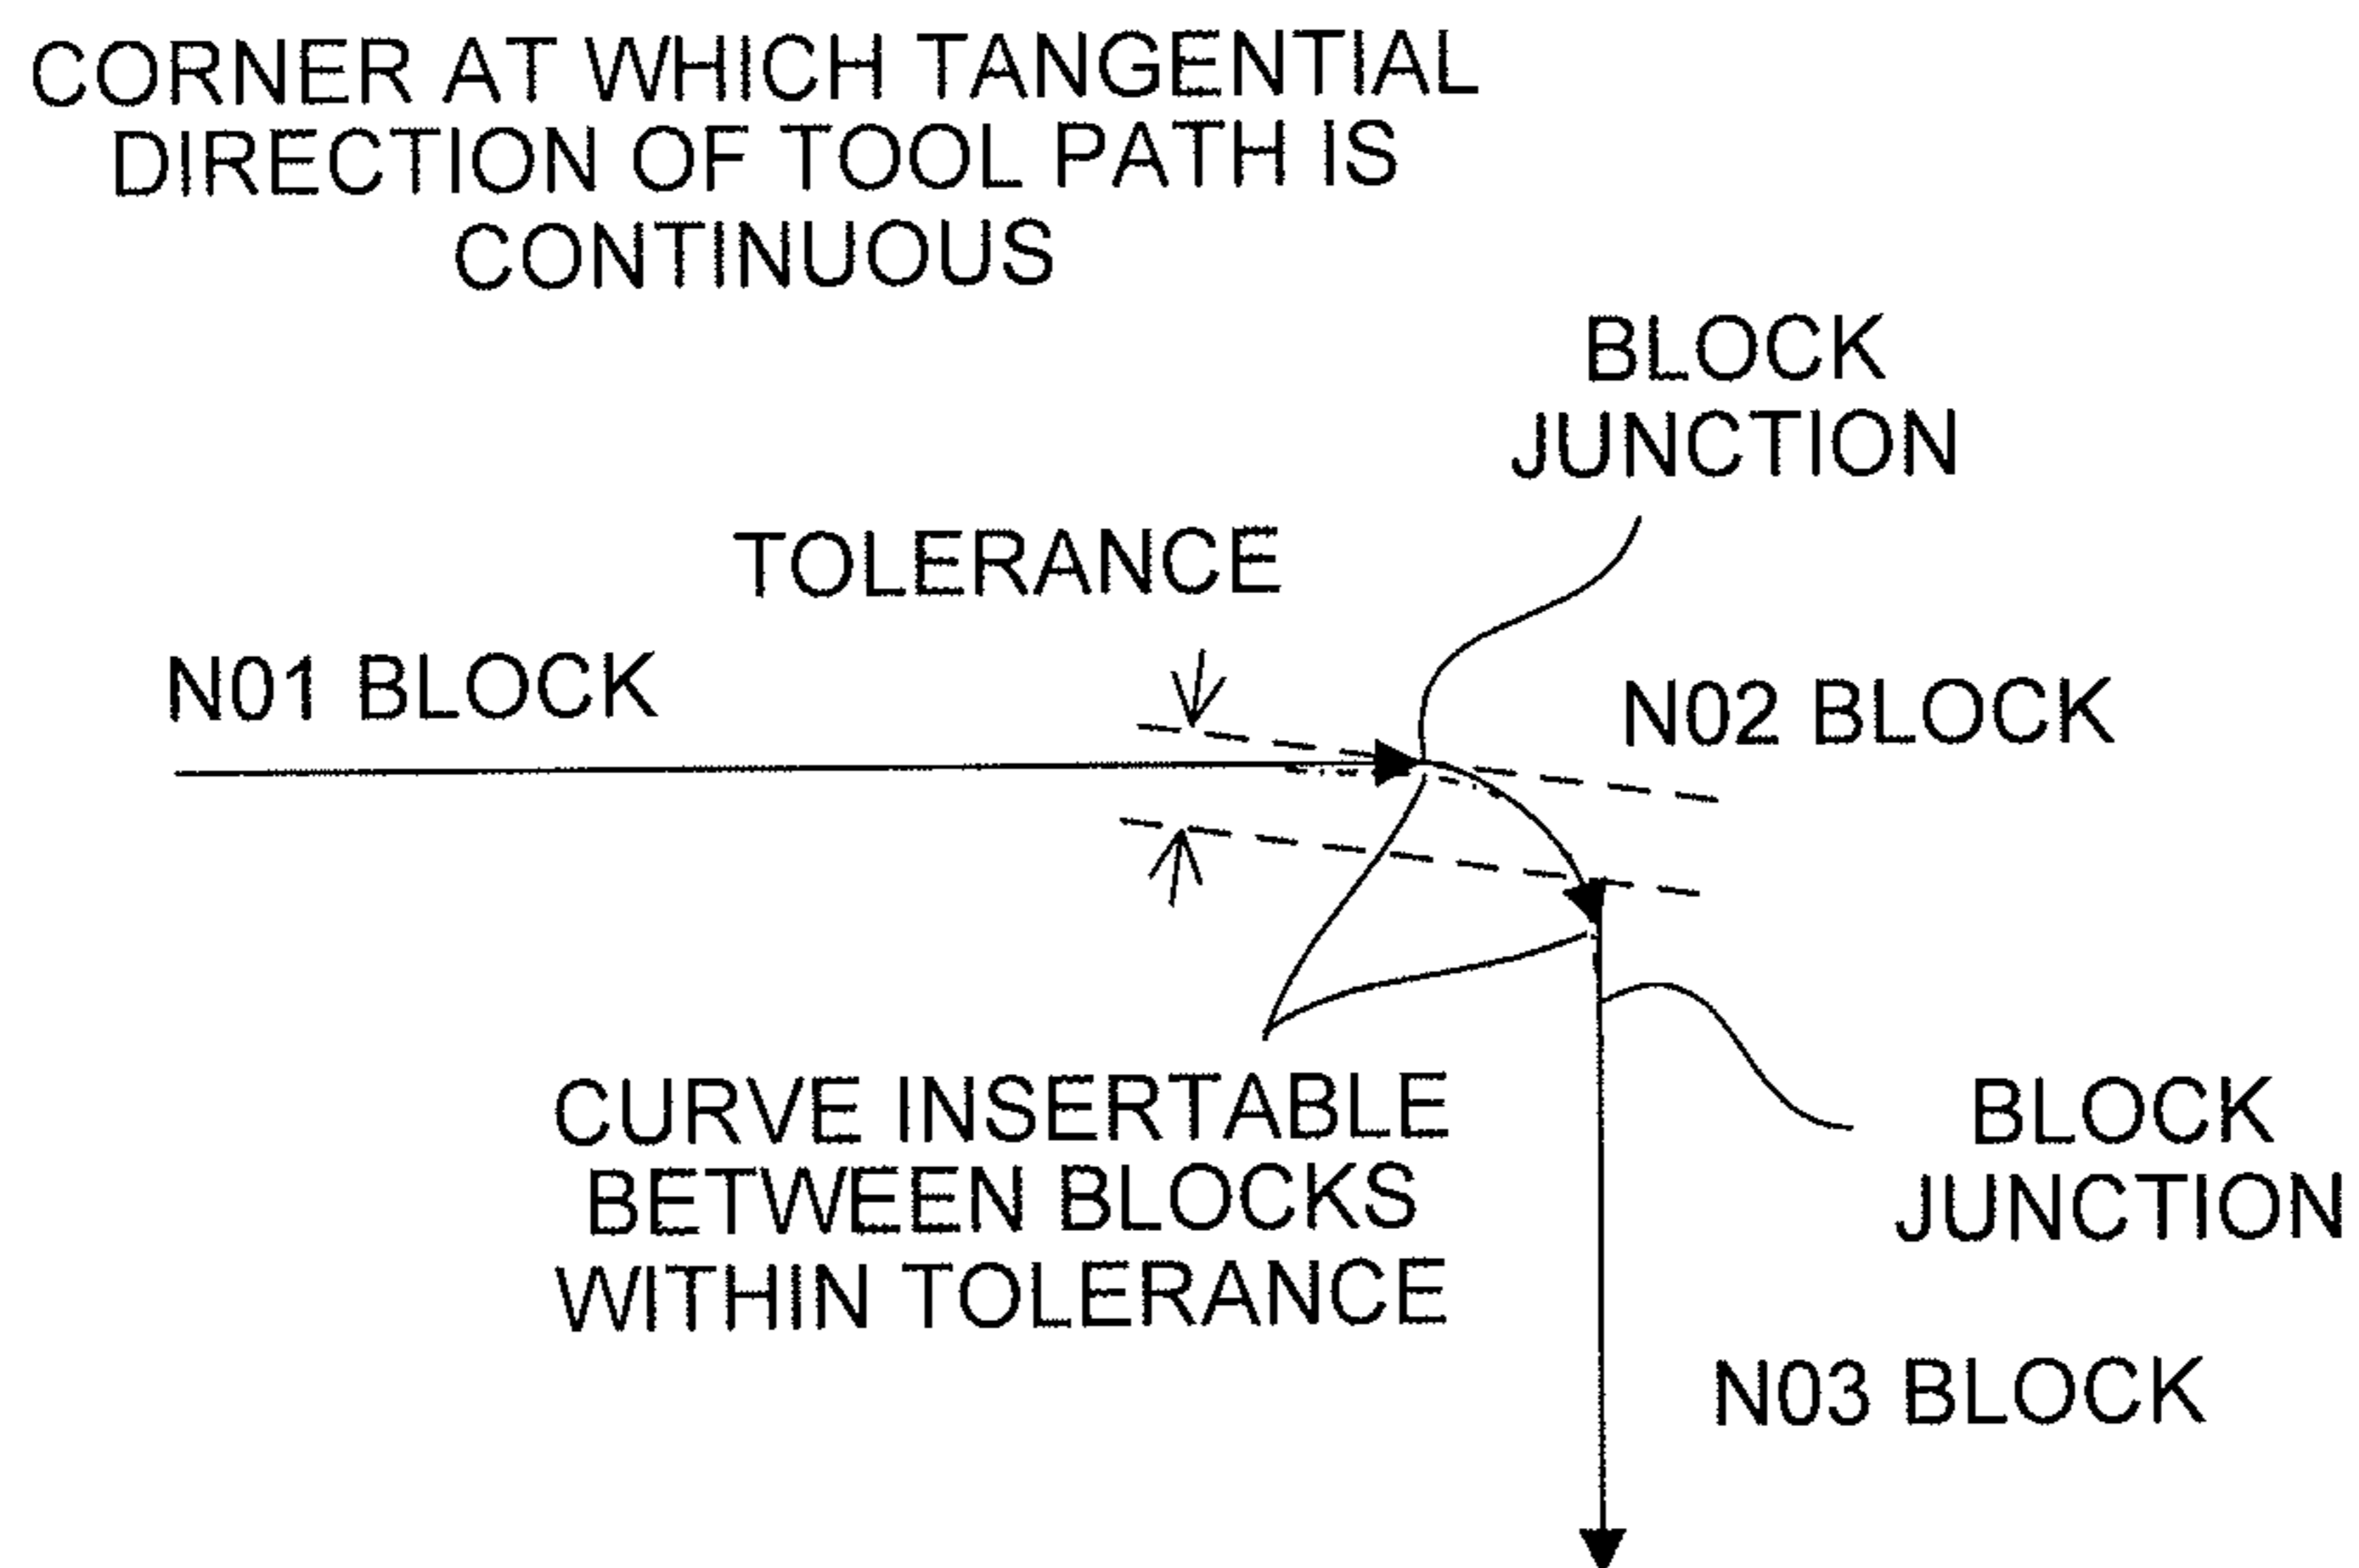 CORNER AT WHICH TANGENTIAL
DIRECTION OF TOOL PATH IS
CONTINUOUS
BLOCK
JUNCTION
TOLERANCE
N01 BLOCK
N02 BLOCK
CURVE INSERTABLE
BETWEEN BLOCKS
WITHIN TOLERANCE
BLOCK
JUNCTION
N03 BLOCK